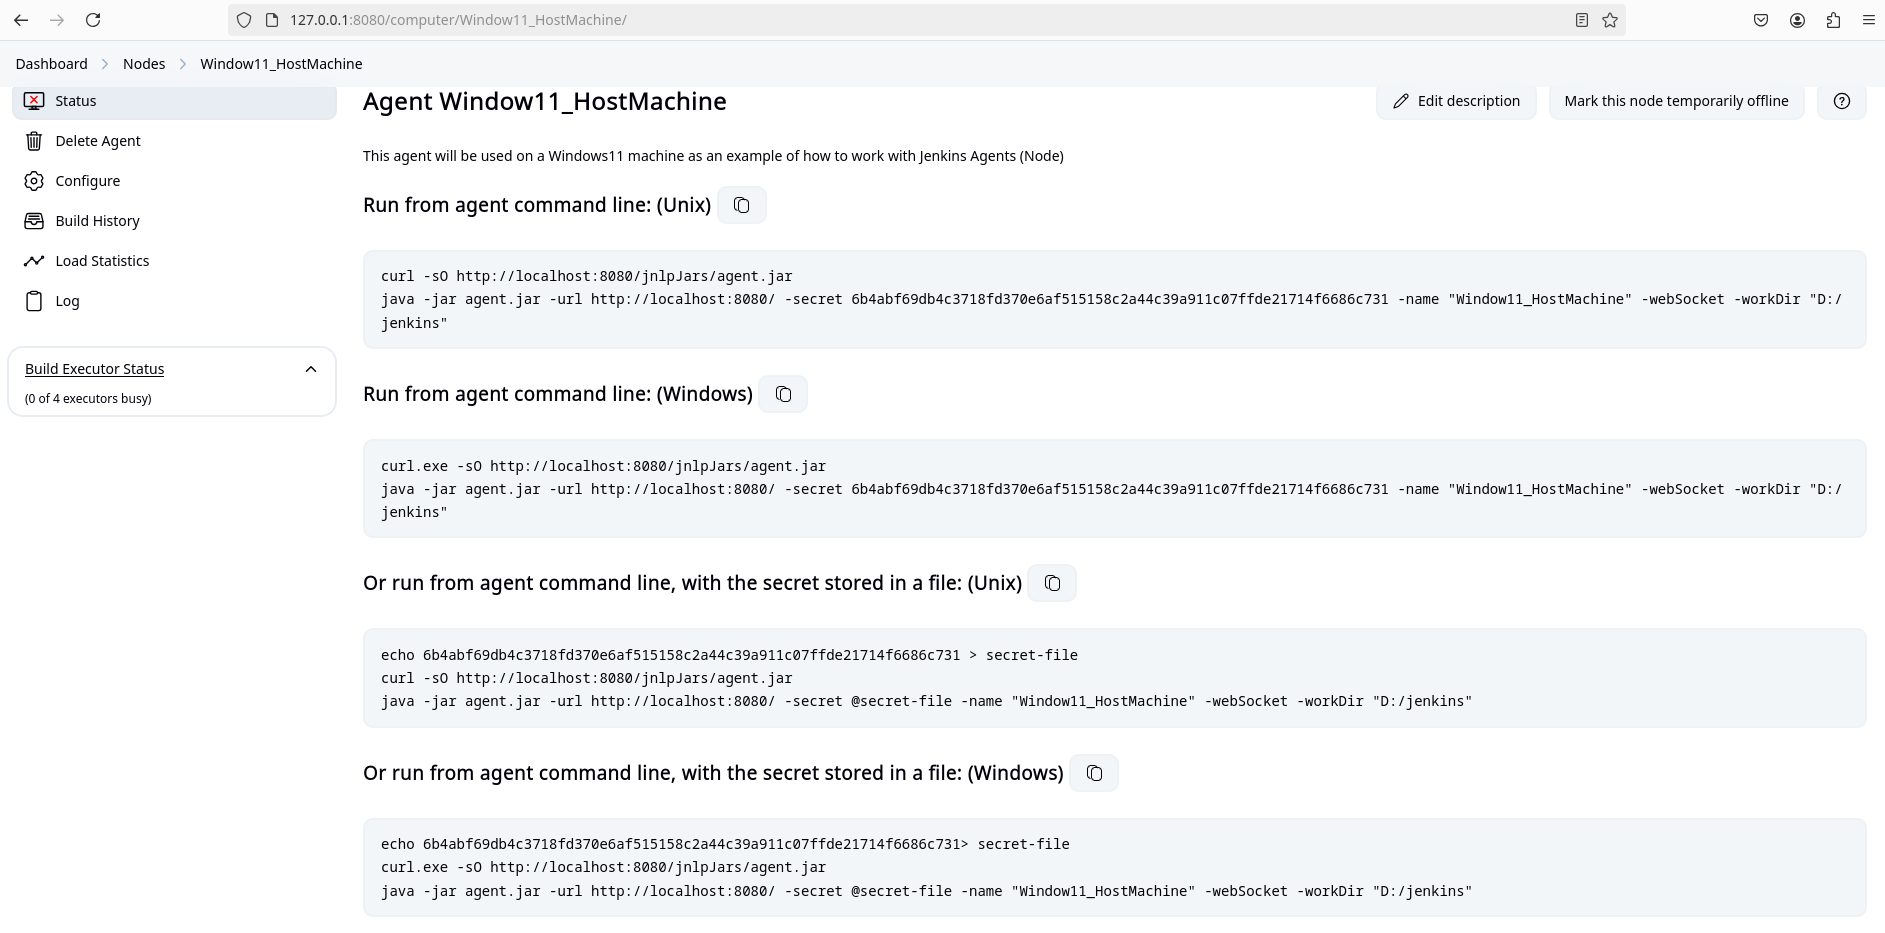 127.0.0.1:8080/computer/Window11_HostMachine/
Dashboard
Nodes
Window11_HostMachine
Status
Delete Agent
Configure
Build History
Load Statistics
Log
Build Executor Status
(0 of 4 executors busy)
Agent Window11_HostMachine
Edit description
Mark this node temporarily offline
This agent will be used on a Windows11 machine as an example of how to work with Jenkins Agents (Node)
Run from agent command line: (Unix)
curl -sO http://localhost:8080/jnlpJars/agent.jar
java -jar agent.jar -url http://localhost:8080/ -secret 6b4abf69db4c3718fd370e6af515158c2a44c39a911c07ffde21714f6686c731 -name "Window11_HostMachine" -webSocket -workDir "D:/
jenkins"
Run from agent command line: (Windows)
curl.exe -sO http://localhost:8080/jnlpJars/agent.jar
java -jar agent.jar -url http://localhost:8080/ -secret 6b4abf69db4c3718fd370e6af515158c2a44c39a911c07ffde21714f6686c731 -name "Window11_HostMachine" -webSocket -workDir "D:/
jenkins"
Or run from agent command line, with the secret stored in a file: (Unix)
echo 6b4abf69db4c3718fd370e6af515158c2a44c39a911c07ffde21714f6686c731 > secret-file
curl -sO http://localhost:8080/jnlpJars/agent.jar
java -jar agent.jar -url http://localhost:8080/ -secret @secret-file -name "Window11_HostMachine" -webSocket -workDir "D:/jenkins"
Or run from agent command line, with the secret stored in a file: (Windows)
echo 6b4abf69db4c3718fd370e6af515158c2a44c39a911c07ffde21714f6686c731> secret-file
curl.exe -sO http://localhost:8080/jnlpJars/agent.jar
java -jar agent.jar -url http://localhost:8080/ -secret @secret-file -name "Window11_HostMachine" -webSocket -workDir "D:/jenkins"